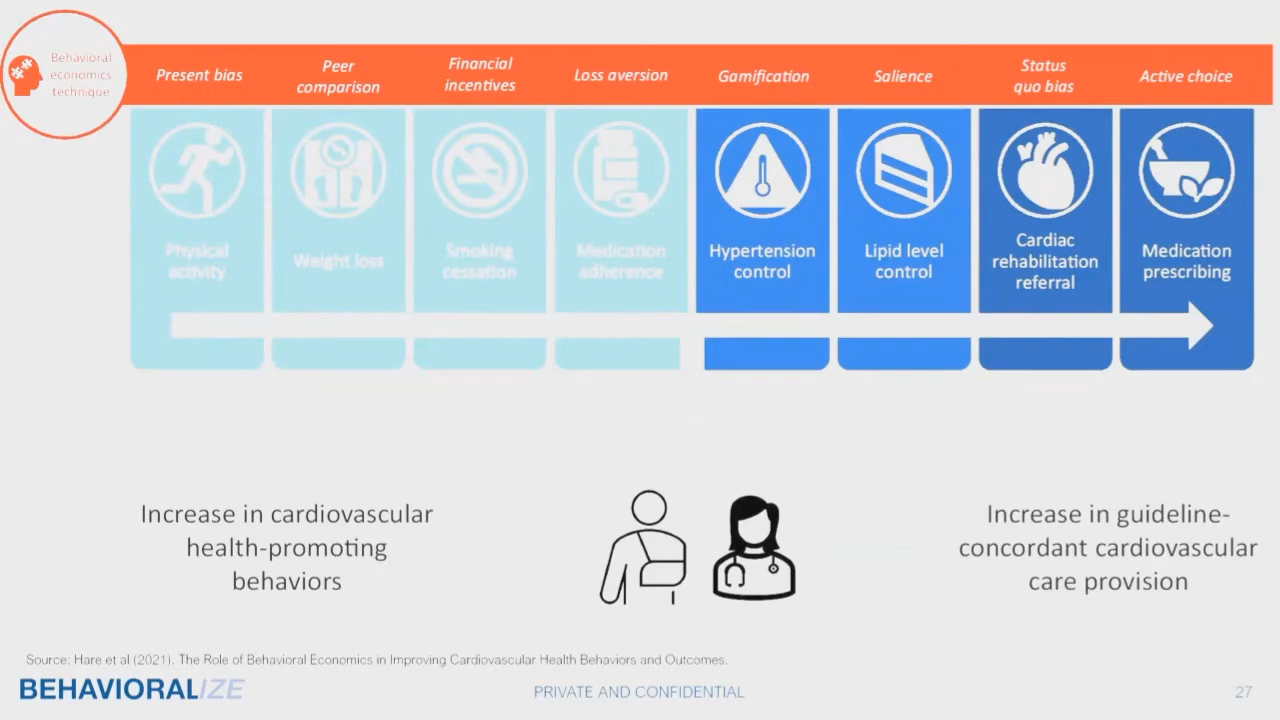 Behavioral
economics
technique
Present bias
Peer
comparison
Financial
incentives
Loss aversion
Gamification
Salience
Status
quo bias
Active choice
Physical
activity
Weight loss
Smoking
cessation
Medication
adherence
Hypertension
control
Lipid level
control
Cardiac
rehabilitation
referral
Medication
prescribing
Increase in cardiovascular
health-promoting
behaviors
Increase in guideline-
concordant cardiovascular
care provision
Source: Hare et al (2021). The Role of Behavioral Economics in Improving Cardiovascular Health Behaviors and Outcomes.
BEHAVIORALIZE
PRIVATE AND CONFIDENTIAL
27